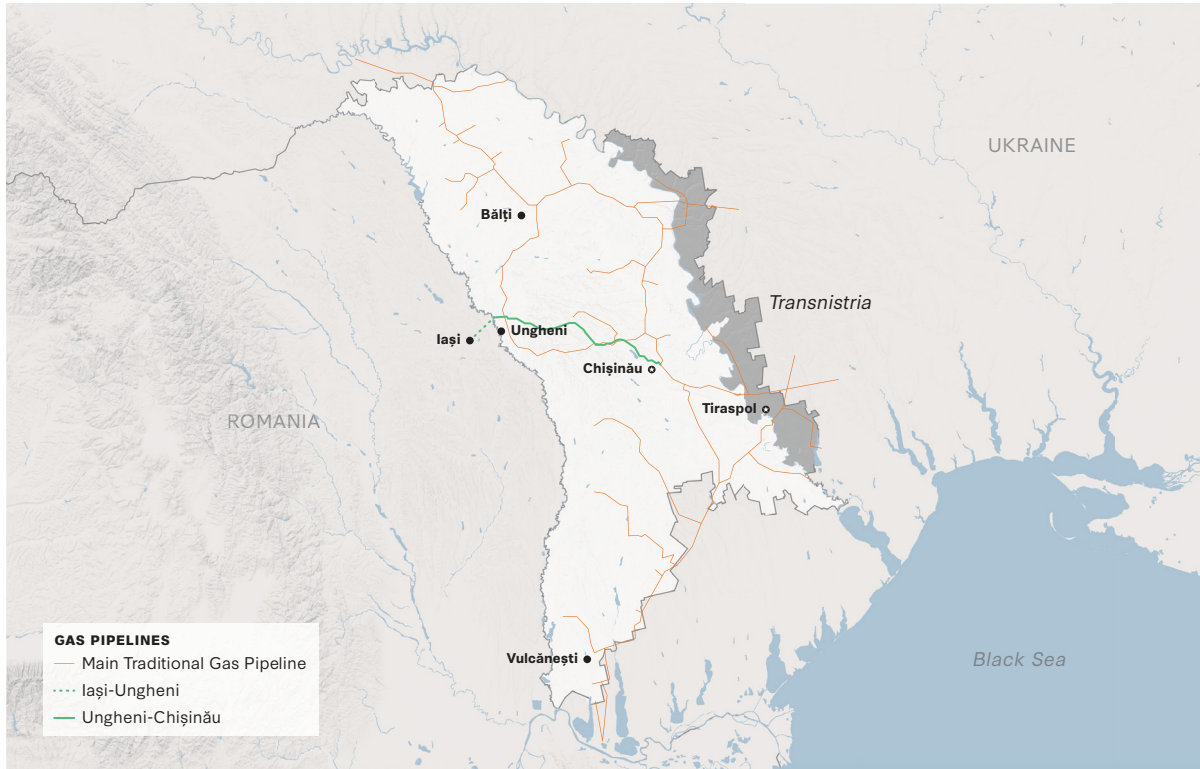 UKRAINE
Bălți
Transnistria
Ungheni
Iași
Chișinău
Tiraspol
ROMANIA
GAS PIPELINES
Main Traditional Gas Pipeline
Iași-Ungheni
Ungheni-Chișinău
Vulcănești
Black Sea